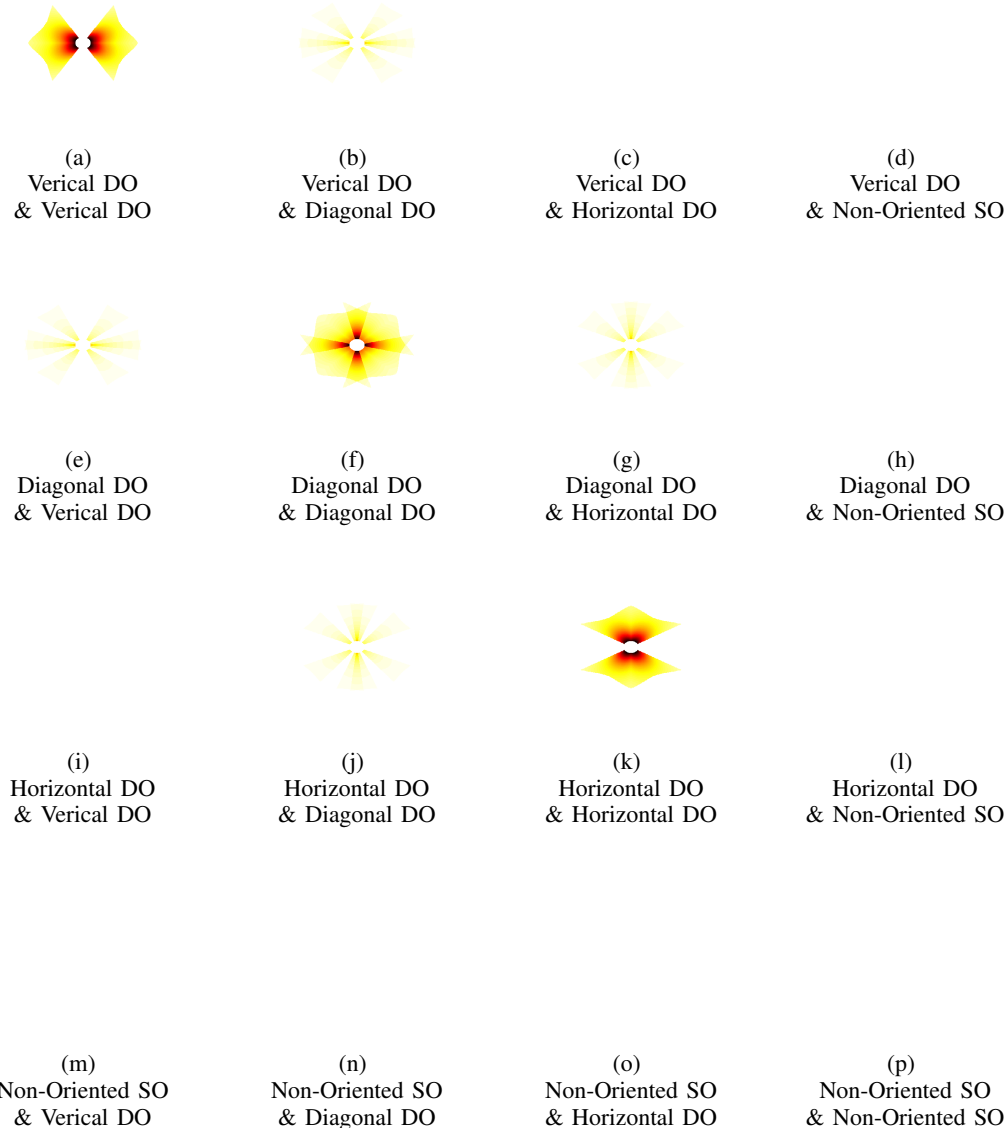 (a)
Verical DO
& Verical DO
(b)
Verical DO
& Diagonal DO
(c)
Verical DO
& Horizontal DO
(d)
Verical DO
& Non-Oriented SO
(e)
Diagonal DO
& Verical DO
(f)
Diagonal DO
& Diagonal DO
(g)
Diagonal DO
& Horizontal DO
(h)
Diagonal DO
& Non-Oriented SO
(i)
Horizontal DO
& Verical DO
(j)
Horizontal DO
& Diagonal DO
(k)
Horizontal DO
& Horizontal DO
(l)
Horizontal DO
& Non-Oriented SO
(m)
Non-Oriented SO
& Verical DO
(n)
Non-Oriented SO
& Diagonal DO
(o)
Non-Oriented SO
& Horizontal DO
(p)
Non-Oriented SO
& Non-Oriented SO